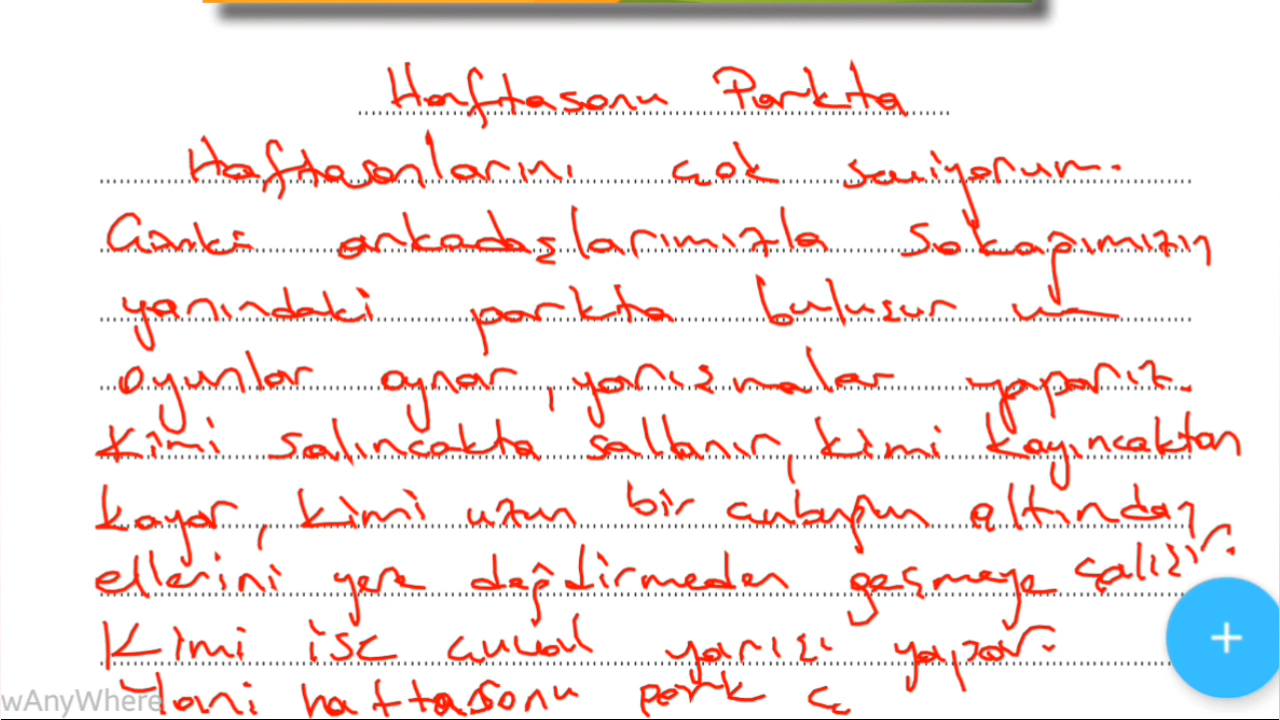 Haftasonu Parkta
Haftasonlarını çok seviyorum.
Çünkü arkadaşlarımızla sokağımızın
yanındaki parkta buluşur ve
oyunlar oynar, yarışmalar yaparız.
Kimi salıncakta sallanır, kimi kayıncaktan
kayar, kimi uzun bir çubuğun altından
ellerini yere değdirmeden geçmeye çalışır.
Kimi ise çuval yarışı yapar.
Yani haftasonu park ç
wAnyWhere